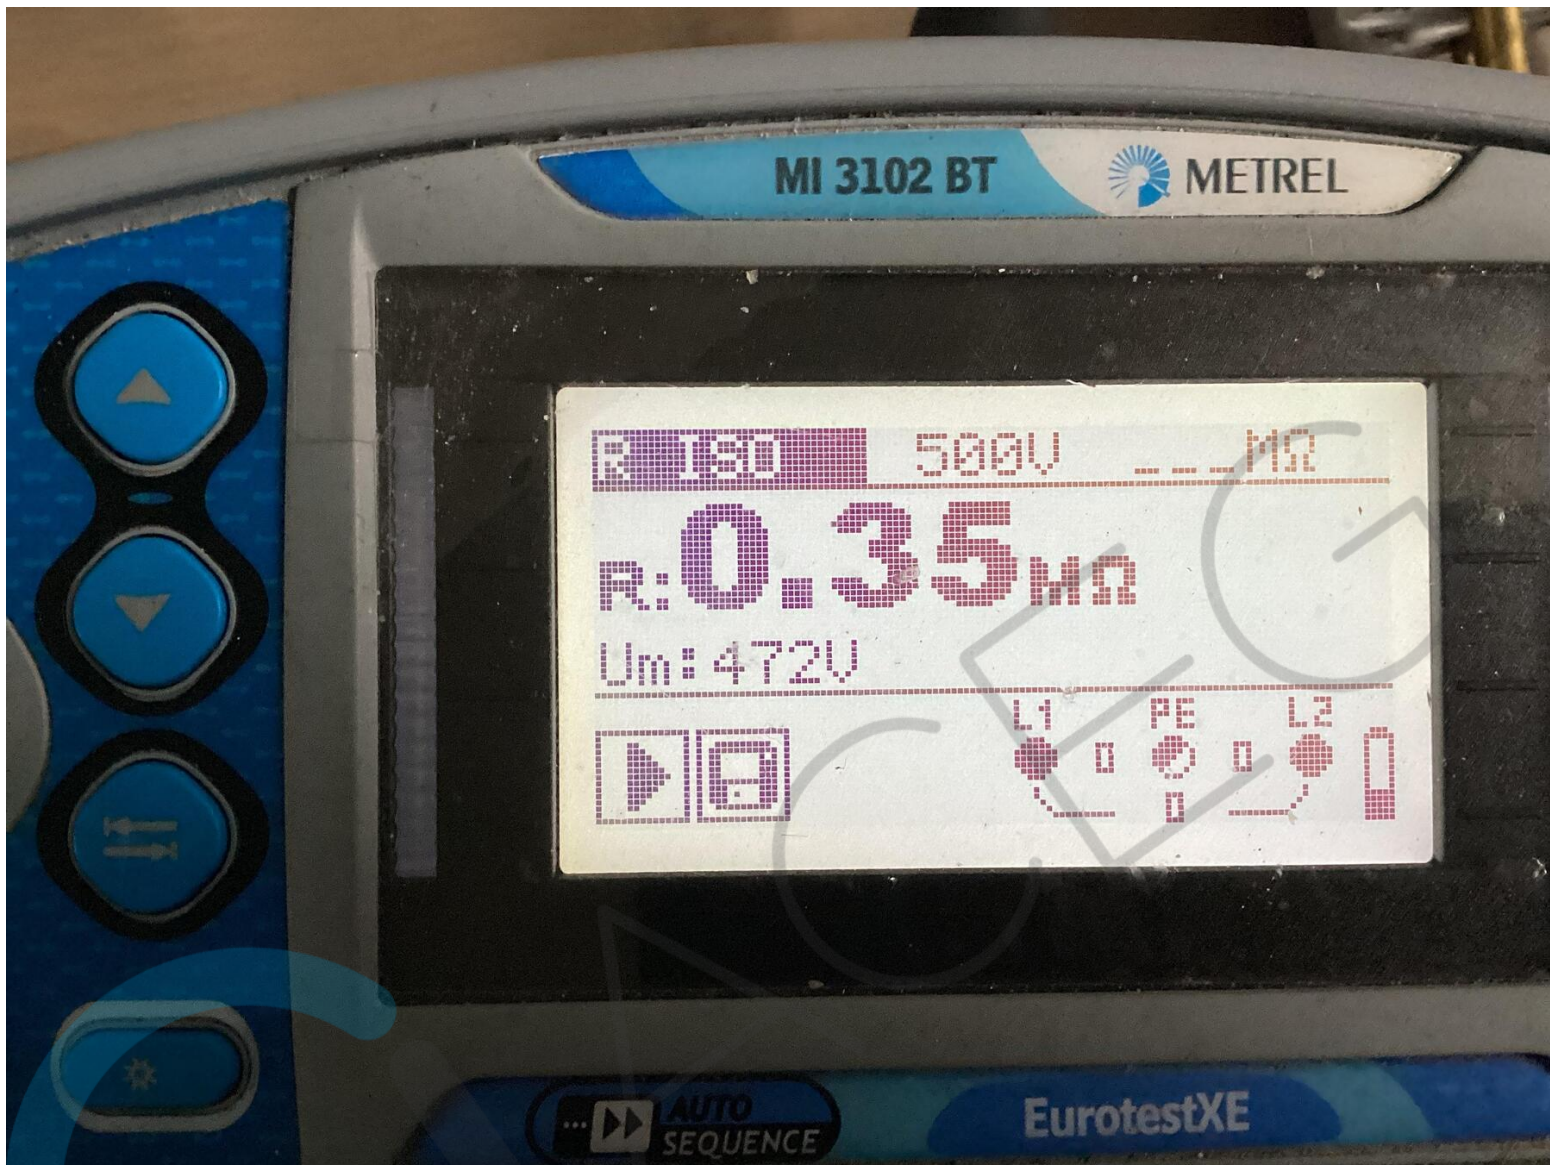 MI 3102 BT METREL
R ISO 500V ___MΩ
R: 0.35MΩ
Um: 472V
L1 PE L2
AUTO
SEQUENCE
EurotestXE